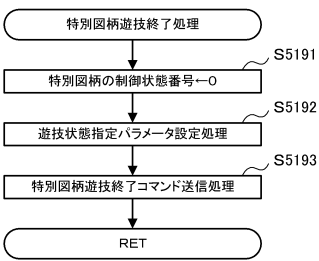 特別図柄遊技終了処理
S5191
特別図柄の制御状態番号←0
S5192
遊技状態指定パラメータ設定処理
S5193
特別図柄遊技終了コマンド送信処理
RET